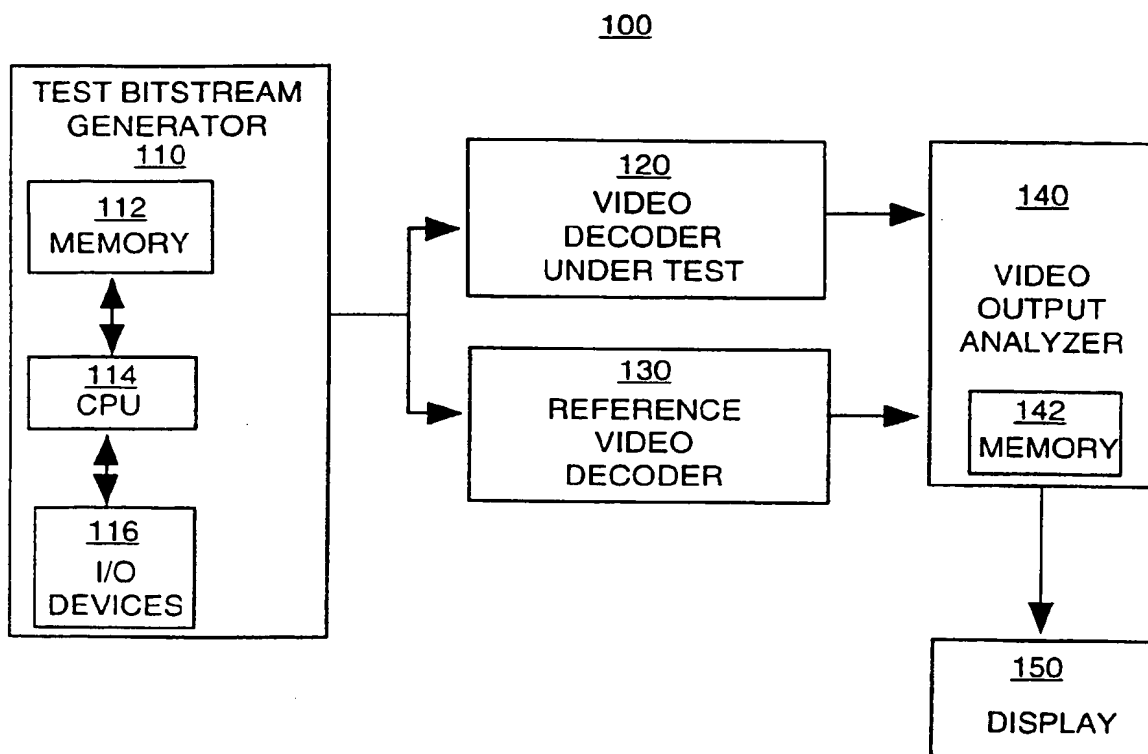 100
TEST BITSTREAM
GENERATOR
110
112
MEMORY
114
CPU
116
I/O
DEVICES
120
VIDEO
DECODER
UNDER TEST
130
REFERENCE
VIDEO
DECODER
140
VIDEO
OUTPUT
ANALYZER
142
MEMORY
150
DISPLAY